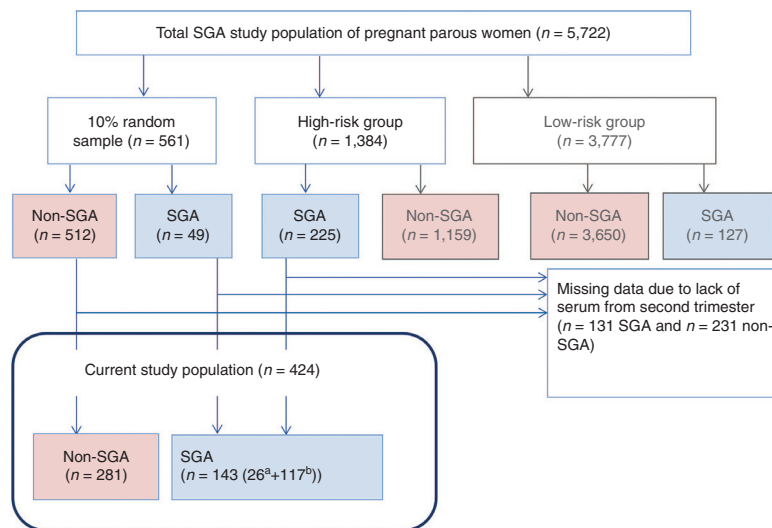 Total SGA study population of pregnant parous women (n = 5,722)
10% random
sample (n = 561)
High-risk group
(n = 1,384)
Low-risk group
(n = 3,777)
Non-SGA
(n = 512)
SGA
(n = 49)
SGA
(n = 225)
Non-SGA
(n = 1,159)
Non-SGA
(n = 3,650)
SGA
(n = 127)
Missing data due to lack of
serum from second trimester
(n = 131 SGA and n = 231 non-
SGA)
Current study population (n = 424)
Non-SGA
(n = 281)
SGA
(n = 143 (26ᵃ+117ᵇ))